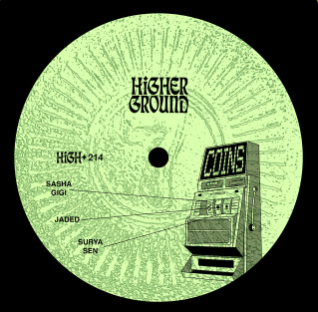 HiGHER
GROUND
HiGH♦214
COINS
SASHA
GIGI
JADED
SURYA
SEN